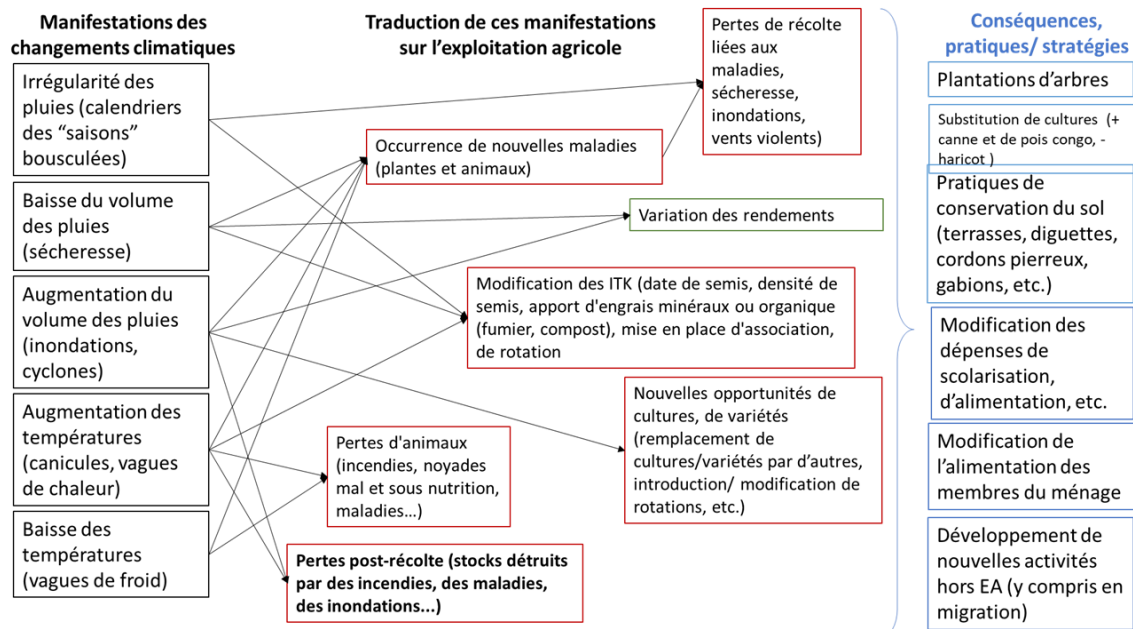 Manifestations des
changements climatiques
Irrégularité des
pluies (calendriers
des “saisons”
bousculées)
Baisse du volume
des pluies
(sécheresse)
Augmentation du
volume des pluies
(inondations,
cyclones)
Augmentation des
températures
(canicules, vagues
de chaleur)
Baisse des
températures
(vagues de froid)
Traduction de ces manifestations
sur l’exploitation agricole
Pertes de récolte
liées aux
maladies,
sécheresse,
inondations,
vents violents)
Occurrence de nouvelles maladies
(plantes et animaux)
Variation des rendements
Modification des ITK (date de semis, densité de
semis, apport d'engrais minéraux ou organique
(fumier, compost), mise en place d'association,
de rotation
Nouvelles opportunités de
cultures, de variétés
(remplacement de
cultures/variétés par d’autres,
introduction/ modification de
rotations, etc.)
Pertes d'animaux
(incendies, noyades
mal et sous nutrition,
maladies…)
Pertes post-récolte (stocks détruits
par des incendies, des maladies,
des inondations...)
Conséquences,
pratiques/ stratégies
Plantations d’arbres
Substitution de cultures (+
canne et de pois congo, -
haricot )
Pratiques de
conservation du sol
(terrasses, diguettes,
cordons pierreux,
gabions, etc.)
Modification des
dépenses de
scolarisation,
d’alimentation, etc.
Modification de
l’alimentation des
membres du ménage
Développement de
nouvelles activités
hors EA (y compris en
migration)